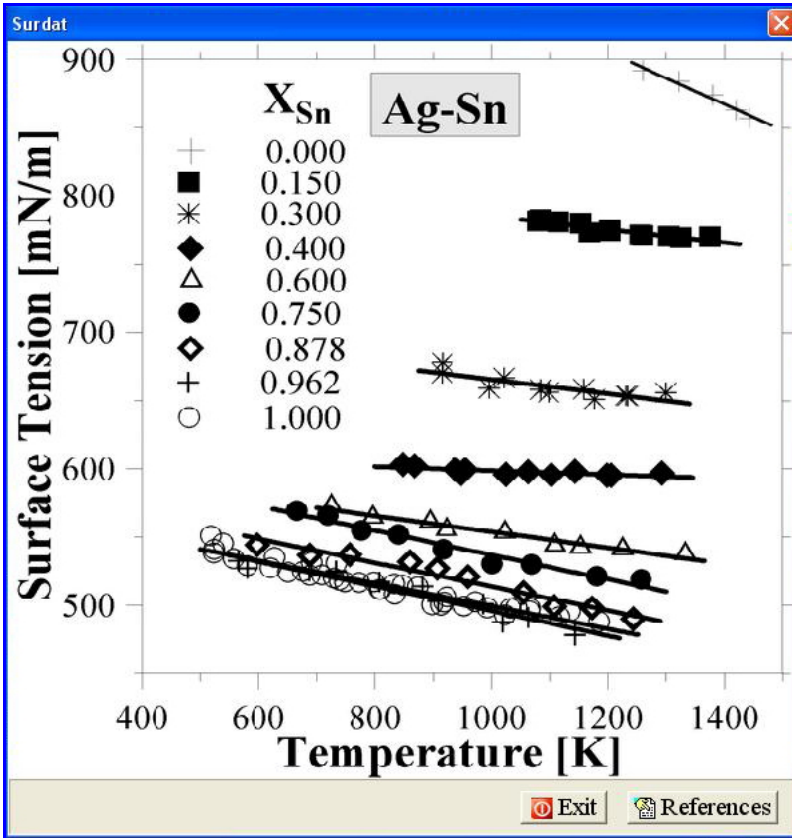 Surdat
900
800
700
600
500
Surface Tension [mN/m]
X_Sn
Ag-Sn
0.000
0.150
0.300
0.400
0.600
0.750
0.878
0.962
1.000
400 600 800 1000 1200 1400
Temperature [K]
Exit
References